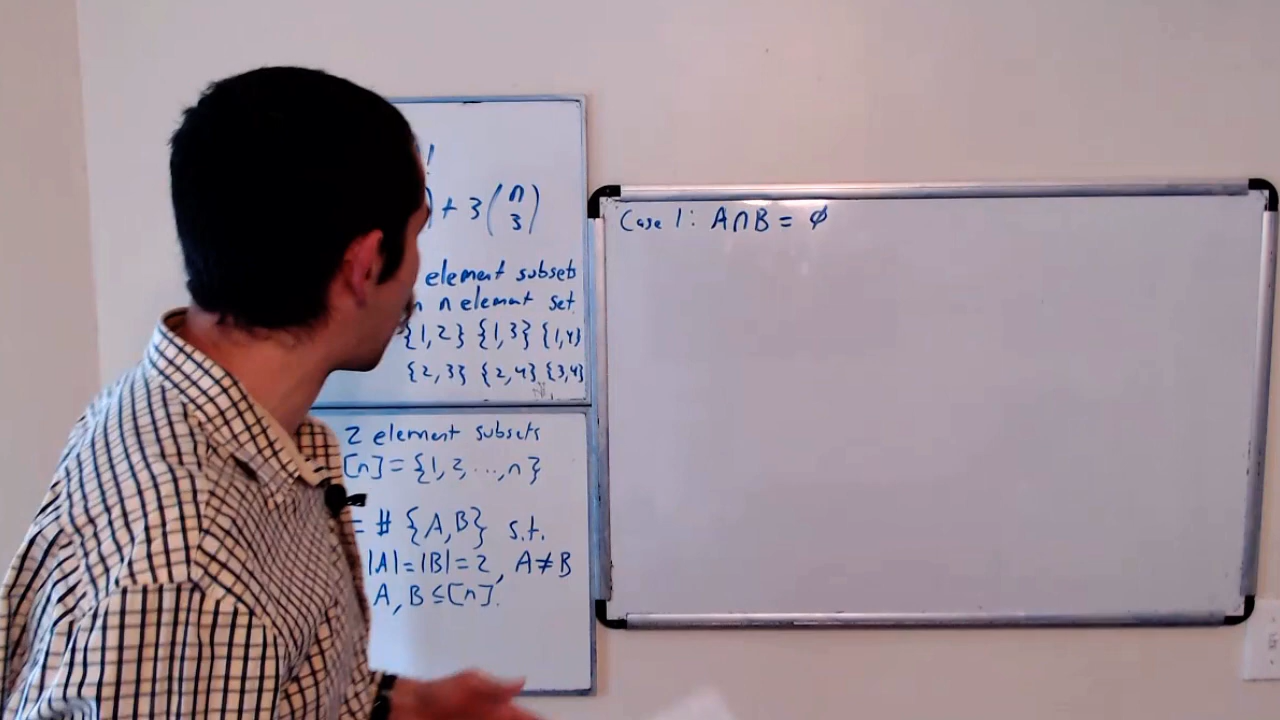 !
) + 3 (n 3)
element subsets
n element set.
{1,2} {1,3} {1,4}
{2,3} {2,4} {3,4}
2 element subsets
[n] = {1,2,...,n}
= # {A,B} s.t.
|A|=|B|=2, A≠B
A, B ⊆ [n].
Case 1: A∩B = ∅